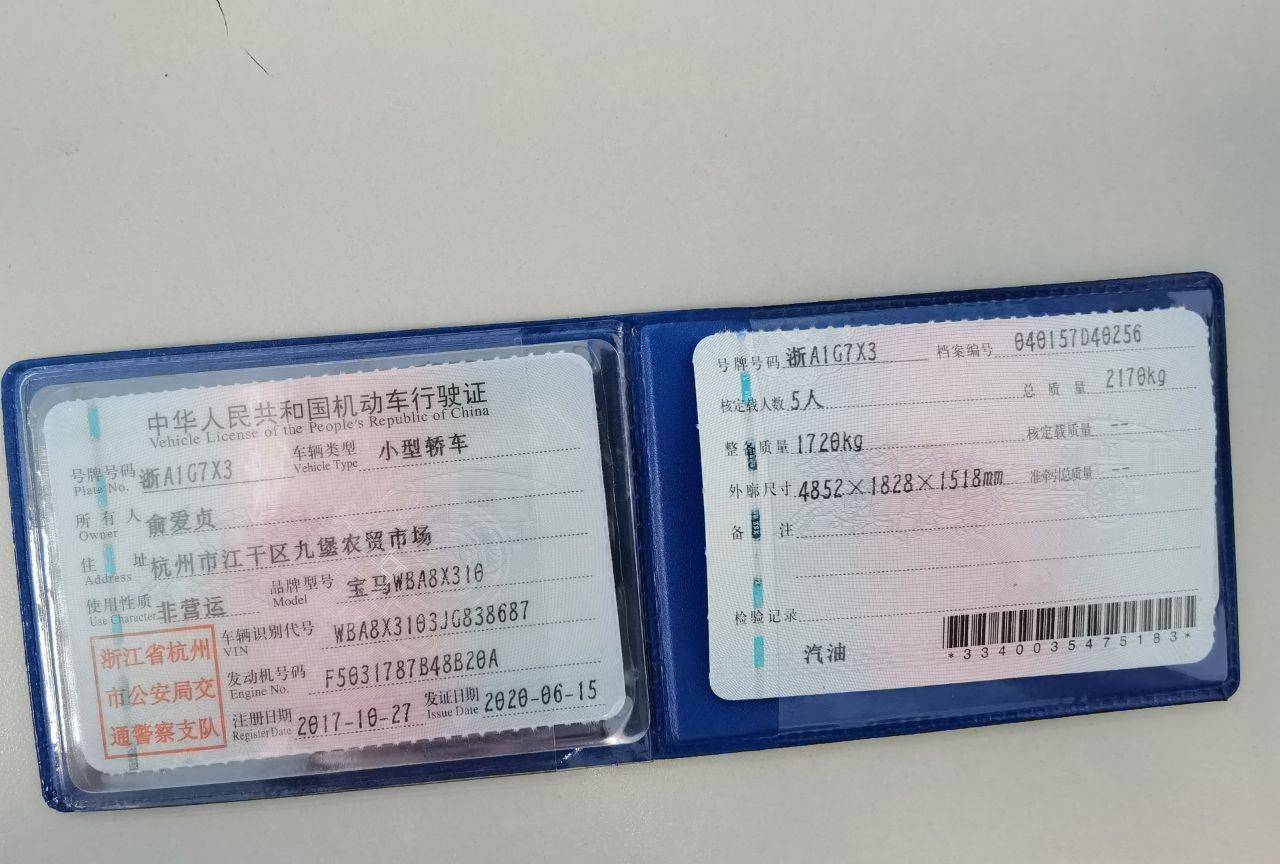 中华人民共和国机动车行驶证
Vehicle License of the People's Republic of China
号牌号码 浙A1G7X3 车辆类型 小型轿车
Plate No. Vehicle Type
所有人 俞爱贞
Owner
住址 杭州市江干区九堡农贸市场
Address
使用性质 非营运 品牌型号 宝马WBA8X310
Use Character Model
车辆识别代号 WBA8X3103JG838687
VIN
发动机号码 F5031787B48B20A
Engine No.
注册日期 2017-10-27 发证日期 2020-06-15
Register Date Issue Date
浙江省杭州
市公安局交
通警察支队
号牌号码 浙A1G7X3 档案编号 040157D40256
核定载人数 5人 总质量 2170kg
整备质量 1720kg 核定载质量 --
外廓尺寸 4852×1828×1518mm 准牵引总质量 --
备注
检验记录
汽油
*3340035475183*